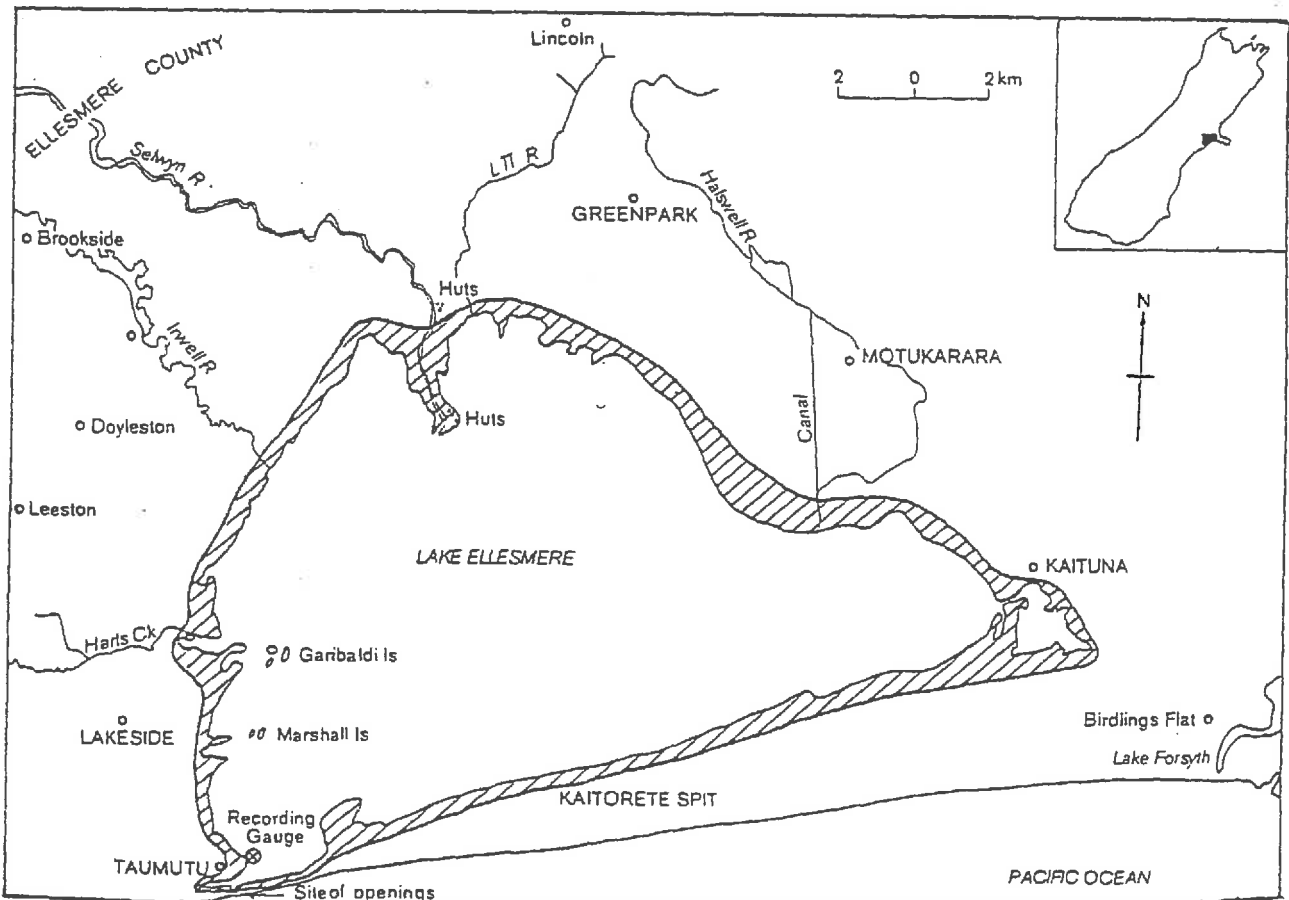 Lincoln
ELLESMERE COUNTY
2 0 2 km
Selwyn R.
LII R
Halswell R
GREENPARK
Brookside
Huts
N
Irwell R
MOTUKARARA
Canal
Huts
Doyleston
Leeston
LAKE ELLESMERE
KAITUNA
Harts Ck
Garibaldi Is
Birdlings Flat
Marshall Is
LAKESIDE
Lake Forsyth
KAITORETE SPIT
Recording
Gauge
TAUMUTU
PACIFIC OCEAN
Site of openings